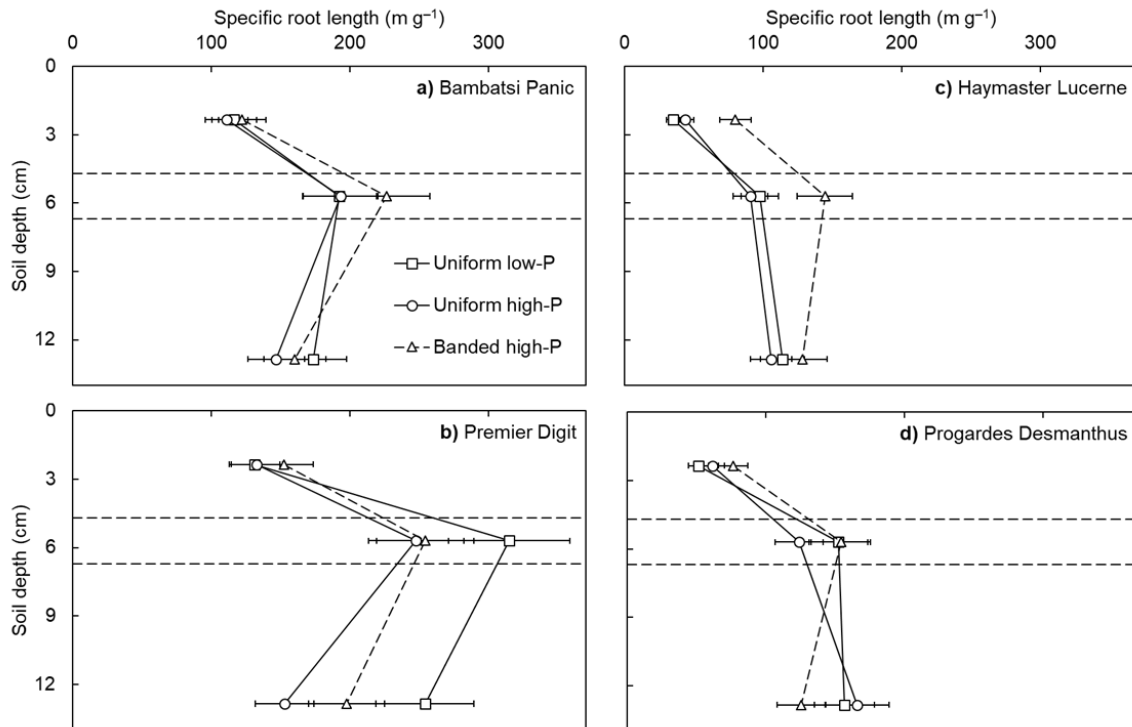 Specific root length (m g⁻¹)
0 100 200 300
Specific root length (m g⁻¹)
0 100 200 300
0
3
6
9
12
Soil depth (cm)
a) Bambatsi Panic
Uniform low-P
Uniform high-P
Banded high-P
c) Haymaster Lucerne
0
3
6
9
12
Soil depth (cm)
b) Premier Digit
d) Progardes Desmanthus